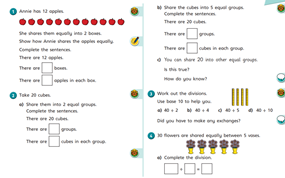 1 Annie has 12 apples.
She shares them equally into 2 boxes.
Show how Annie shares the apples equally.
Complete the sentences.
There are 12 apples.
There are boxes.
There are apples in each box.
2 Take 20 cubes.
a) Share them into 2 equal groups.
Complete the sentences.
There are 20 cubes.
There are groups.
There are cubes in each group.
b) Share the cubes into 5 equal groups.
Complete the sentences.
There are 20 cubes.
There are groups.
There are cubes in each group.
c) You can share 20 into other equal groups.
Is this true?
How do you know?
3 Work out the divisions.
Use base 10 to help you.
a) 40 ÷ 2 b) 40 ÷ 4 c) 40 ÷ 5 d) 40 ÷ 10
Did you have to make any exchanges?
4 30 flowers are shared equally between 5 vases.
a) Complete the division.
÷ =